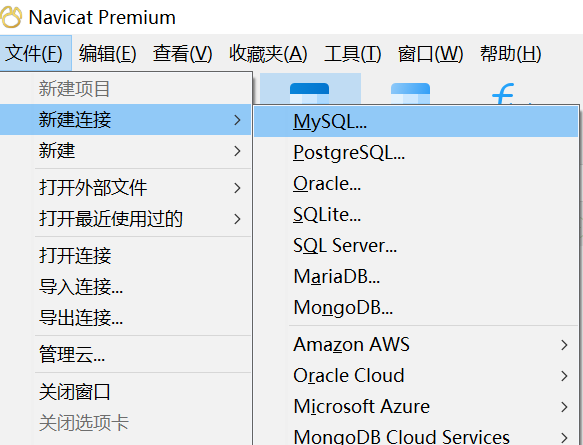 Navicat Premium
文件(F) 编辑(E) 查看(V) 收藏夹(A) 工具(T) 窗口(W) 帮助(H)
新建项目
新建连接
新建
打开外部文件
打开最近使用过的
打开连接
导入连接...
导出连接...
管理云...
关闭窗口
关闭选项卡
MySQL...
PostgreSQL...
Oracle...
SQLite...
SQL Server...
MariaDB...
MongoDB...
Amazon AWS
Oracle Cloud
Microsoft Azure
MongoDB Cloud Services